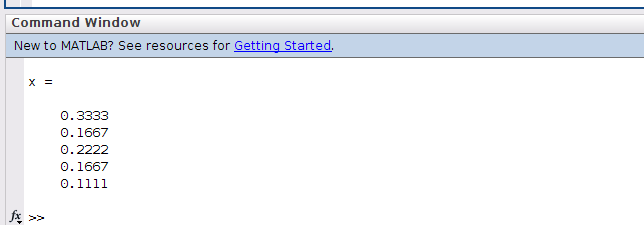 Command Window
New to MATLAB? See resources for Getting Started.
x =
0.3333
0.1667
0.2222
0.1667
0.1111
fx >>